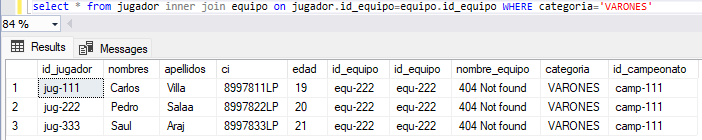 select * from jugador inner join equipo on jugador.id_equipo=equipo.id_equipo WHERE categoria='VARONES'
84 %
Results Messages
id_jugador nombres apellidos ci edad id_equipo id_equipo nombre_equipo categoria id_campeonato
1 jug-111 Carlos Villa 8997811LP 19 equ-222 equ-222 404 Not found VARONES camp-111
2 jug-222 Pedro Salaa 8997822LP 20 equ-222 equ-222 404 Not found VARONES camp-111
3 jug-333 Saul Araj 8997833LP 21 equ-222 equ-222 404 Not found VARONES camp-111